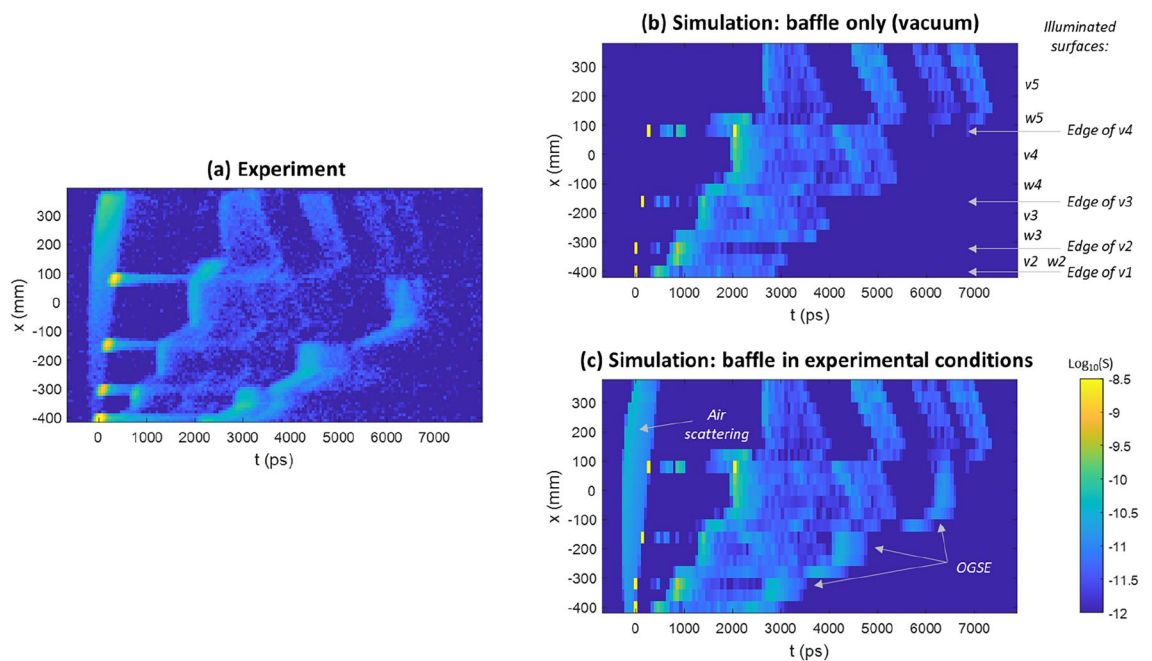 (a) Experiment
x (mm)
300
200
100
0
-100
-200
-300
-400
0 1000 2000 3000 4000 5000 6000 7000
t (ps)
(b) Simulation: baffle only (vacuum)
Illuminated
surfaces:
x (mm)
300
200
100
0
-100
-200
-300
-400
0 1000 2000 3000 4000 5000 6000 7000
t (ps)
v5
w5
Edge of v4
v4
w4
Edge of v3
v3
w3
Edge of v2
v2 w2
Edge of v1
(c) Simulation: baffle in experimental conditions
x (mm)
300
200
100
0
-100
-200
-300
-400
0 1000 2000 3000 4000 5000 6000 7000
t (ps)
Air
scattering
OGSE
Log10(S)
-8.5
-9
-9.5
-10
-10.5
-11
-11.5
-12